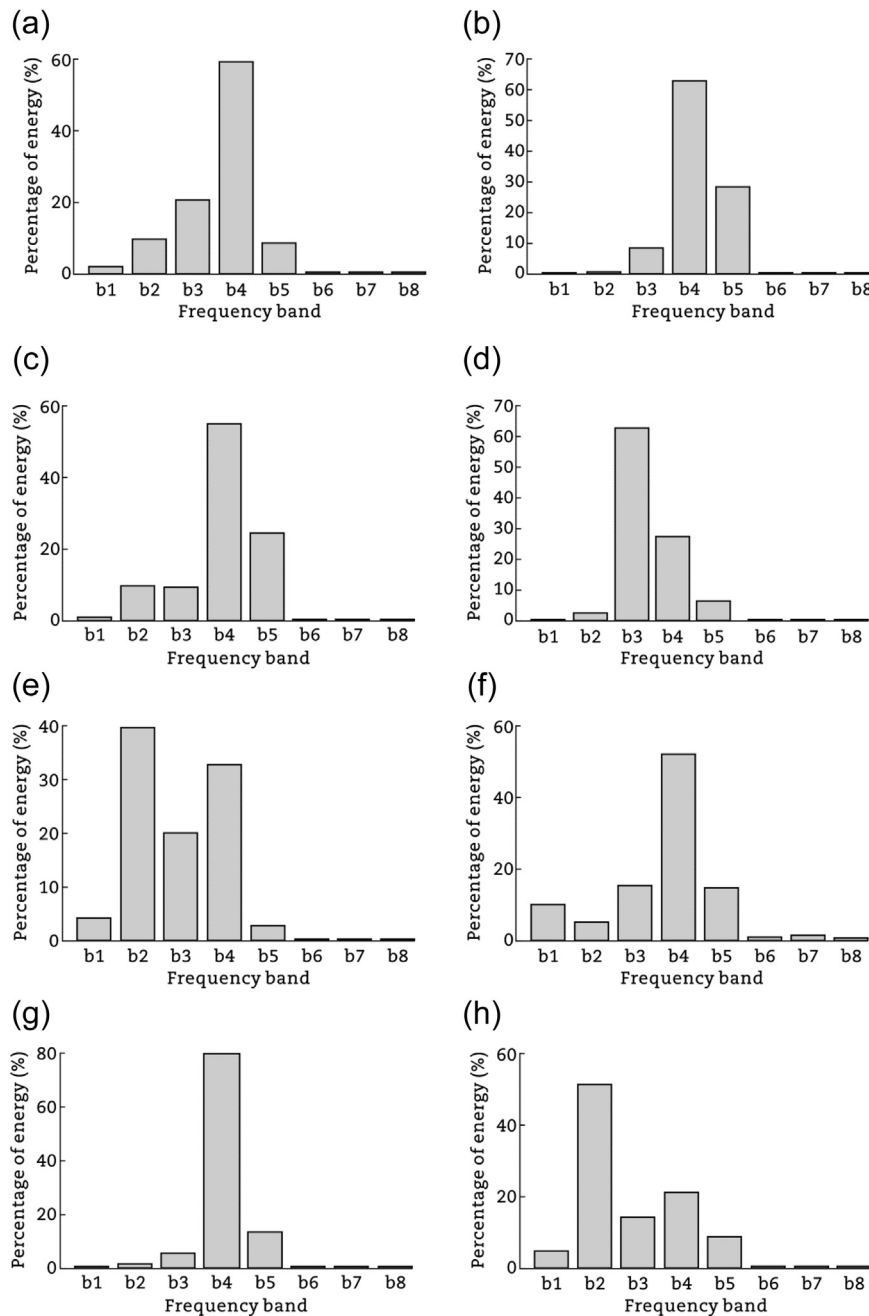 (a)
Percentage of energy (%)
60
40
20
0
b1 b2 b3 b4 b5 b6 b7 b8
Frequency band
(b)
Percentage of energy (%)
70
60
50
40
30
20
10
0
b1 b2 b3 b4 b5 b6 b7 b8
Frequency band
(c)
Percentage of energy (%)
60
40
20
0
b1 b2 b3 b4 b5 b6 b7 b8
Frequency band
(d)
Percentage of energy (%)
70
60
50
40
30
20
10
0
b1 b2 b3 b4 b5 b6 b7 b8
Frequency band
(e)
Percentage of energy (%)
40
30
20
10
0
b1 b2 b3 b4 b5 b6 b7 b8
Frequency band
(f)
Percentage of energy (%)
60
40
20
0
b1 b2 b3 b4 b5 b6 b7 b8
Frequency band
(g)
Percentage of energy (%)
80
60
40
20
0
b1 b2 b3 b4 b5 b6 b7 b8
Frequency band
(h)
Percentage of energy (%)
60
40
20
0
b1 b2 b3 b4 b5 b6 b7 b8
Frequency band